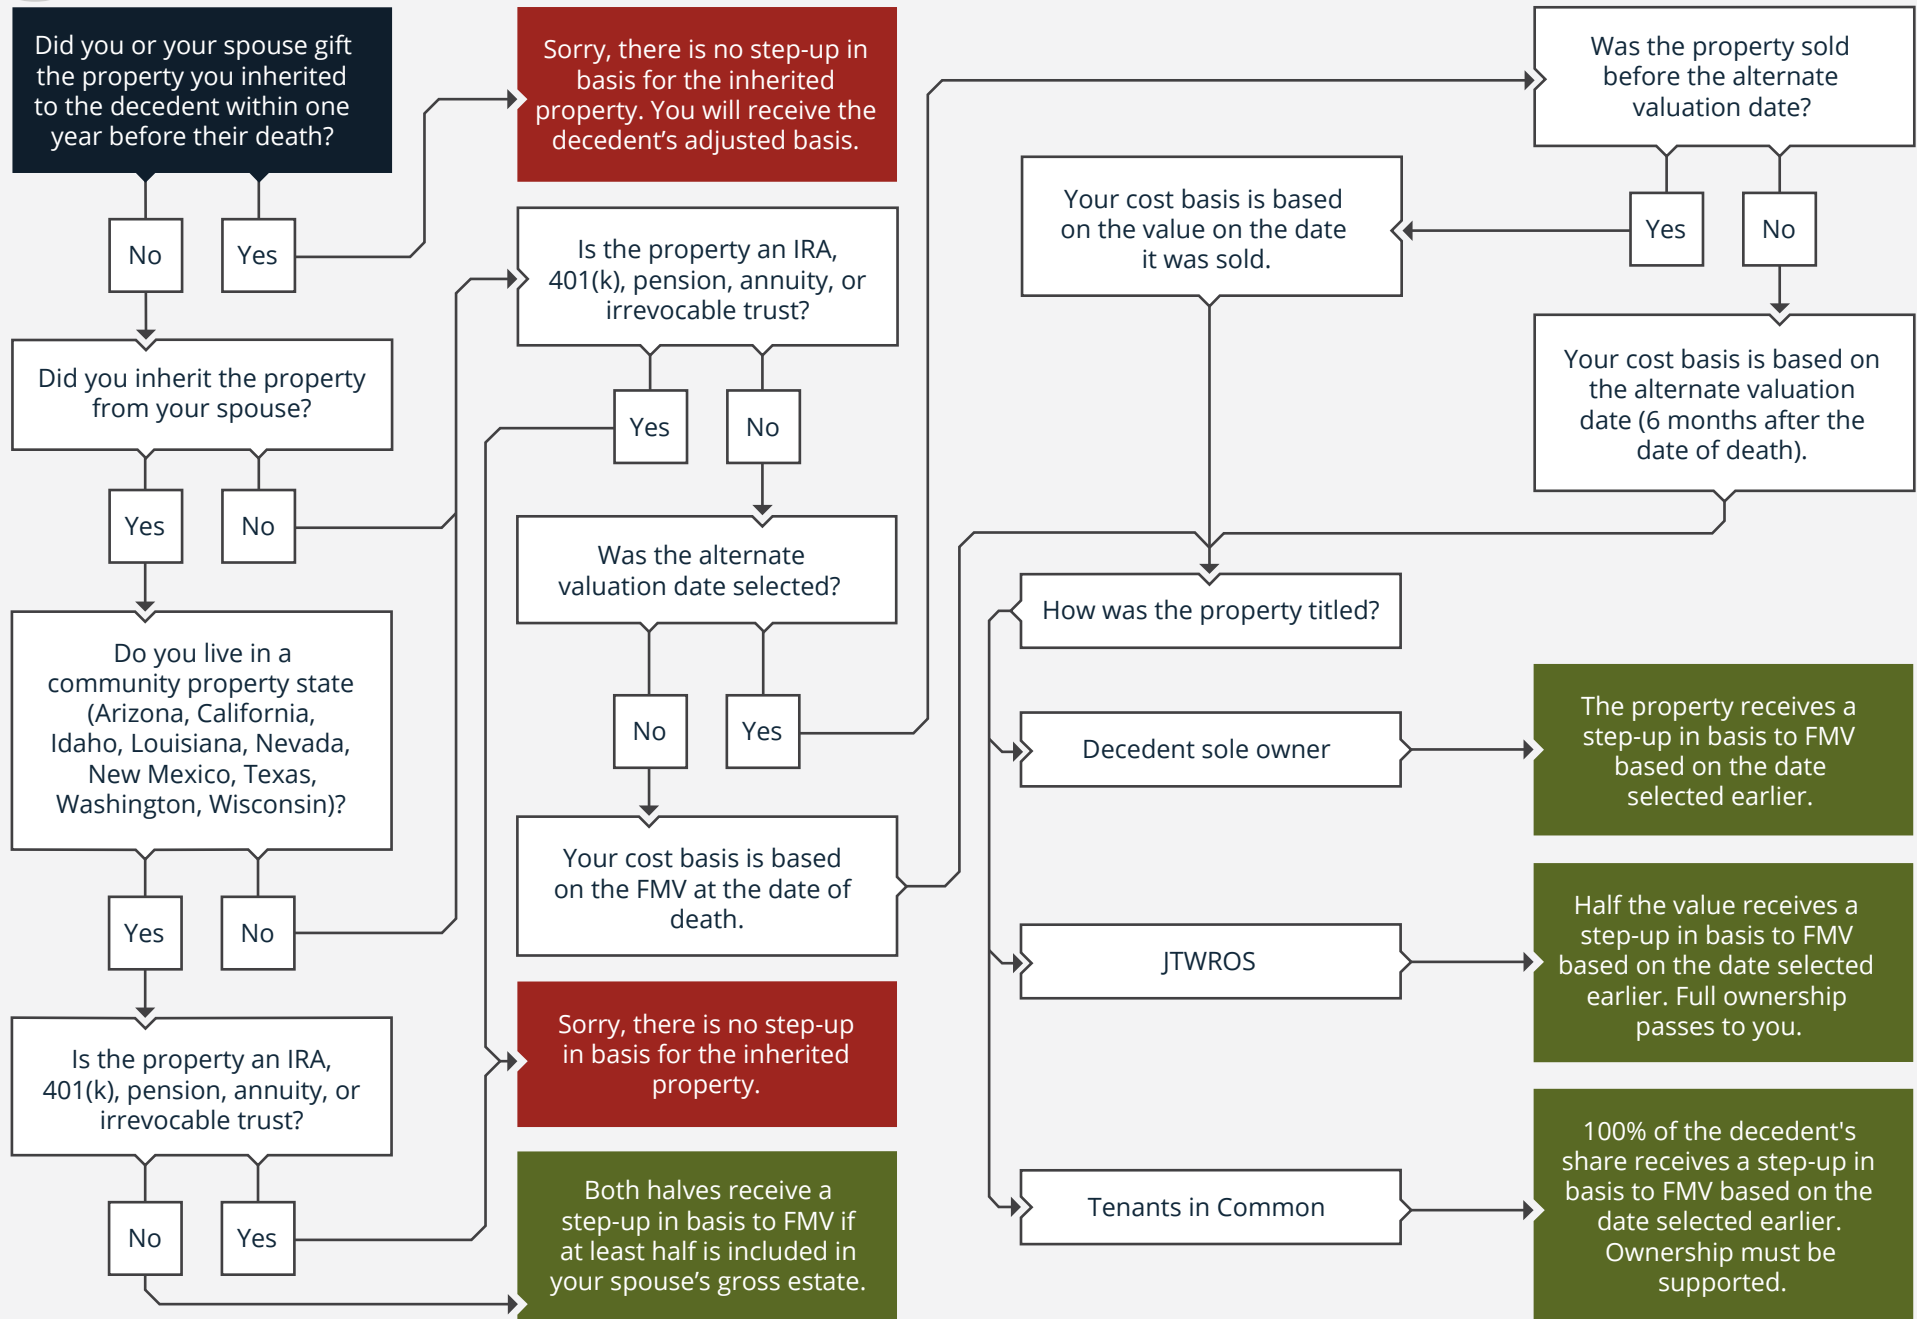 Did you or your spouse gift
the property you inherited
to the decedent within one
year before their death?
No
Yes
Did you inherit the property
from your spouse?
Yes
No
Do you live in a
community property state
(Arizona, California,
Idaho, Louisiana, Nevada,
New Mexico, Texas,
Washington, Wisconsin)?
Yes
No
Is the property an IRA,
401(k), pension, annuity, or
irrevocable trust?
No
Yes
Sorry, there is no step-up in
basis for the inherited
property. You will receive the
decedent’s adjusted basis.
Is the property an IRA,
401(k), pension, annuity, or
irrevocable trust?
Yes
No
Was the alternate
valuation date selected?
No
Yes
Your cost basis is based
on the FMV at the date of
death.
Sorry, there is no step-up
in basis for the inherited
property.
Both halves receive a
step-up in basis to FMV if
at least half is included in
your spouse’s gross estate.
Was the property sold
before the alternate
valuation date?
Yes
No
Your cost basis is based
on the value on the date
it was sold.
Your cost basis is based on
the alternate valuation
date (6 months after the
date of death).
How was the property titled?
Decedent sole owner
The property receives a
step-up in basis to FMV
based on the date
selected earlier.
JTWROS
Half the value receives a
step-up in basis to FMV
based on the date selected
earlier. Full ownership
passes to you.
Tenants in Common
100% of the decedent's
share receives a step-up in
basis to FMV based on the
date selected earlier.
Ownership must be
supported.